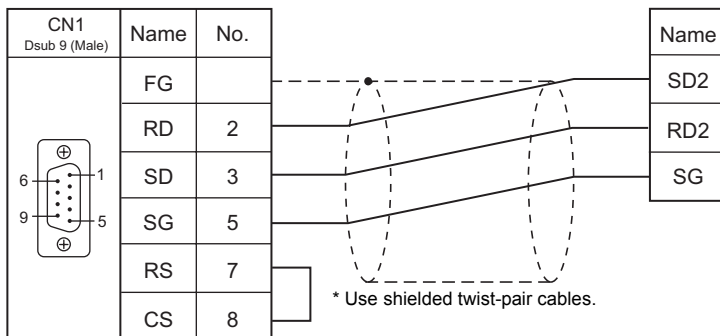 CN1
Dsub 9 (Male)
Name No.
Name
FG
SD2
RD 2
RD2
6 1
SD 3
SG
9 5
SG 5
RS 7
* Use shielded twist-pair cables.
CS 8